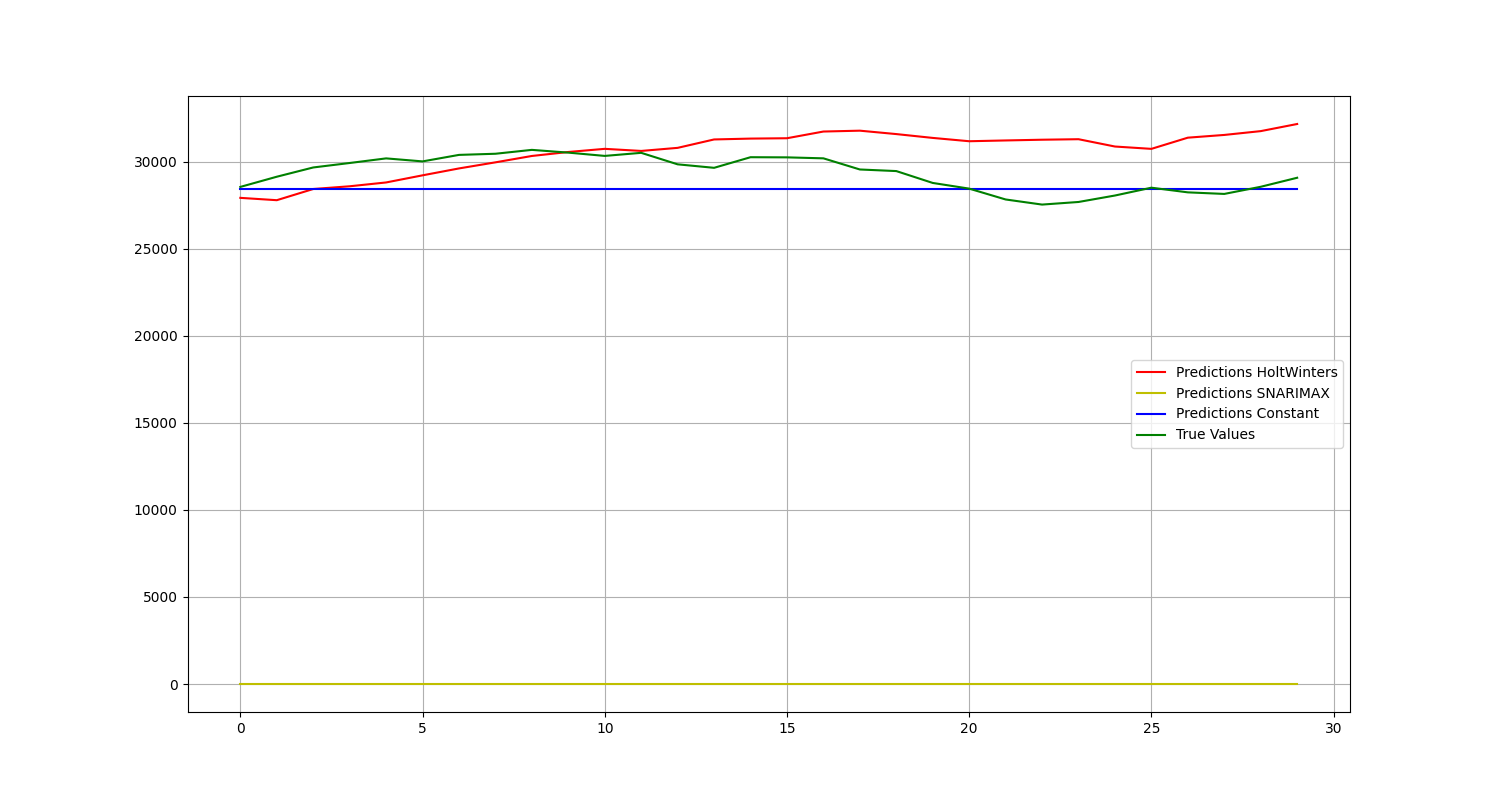 30000
25000
20000
15000
10000
5000
0
0 5 10 15 20 25 30
Predictions HoltWinters
Predictions SNARIMAX
Predictions Constant
True Values